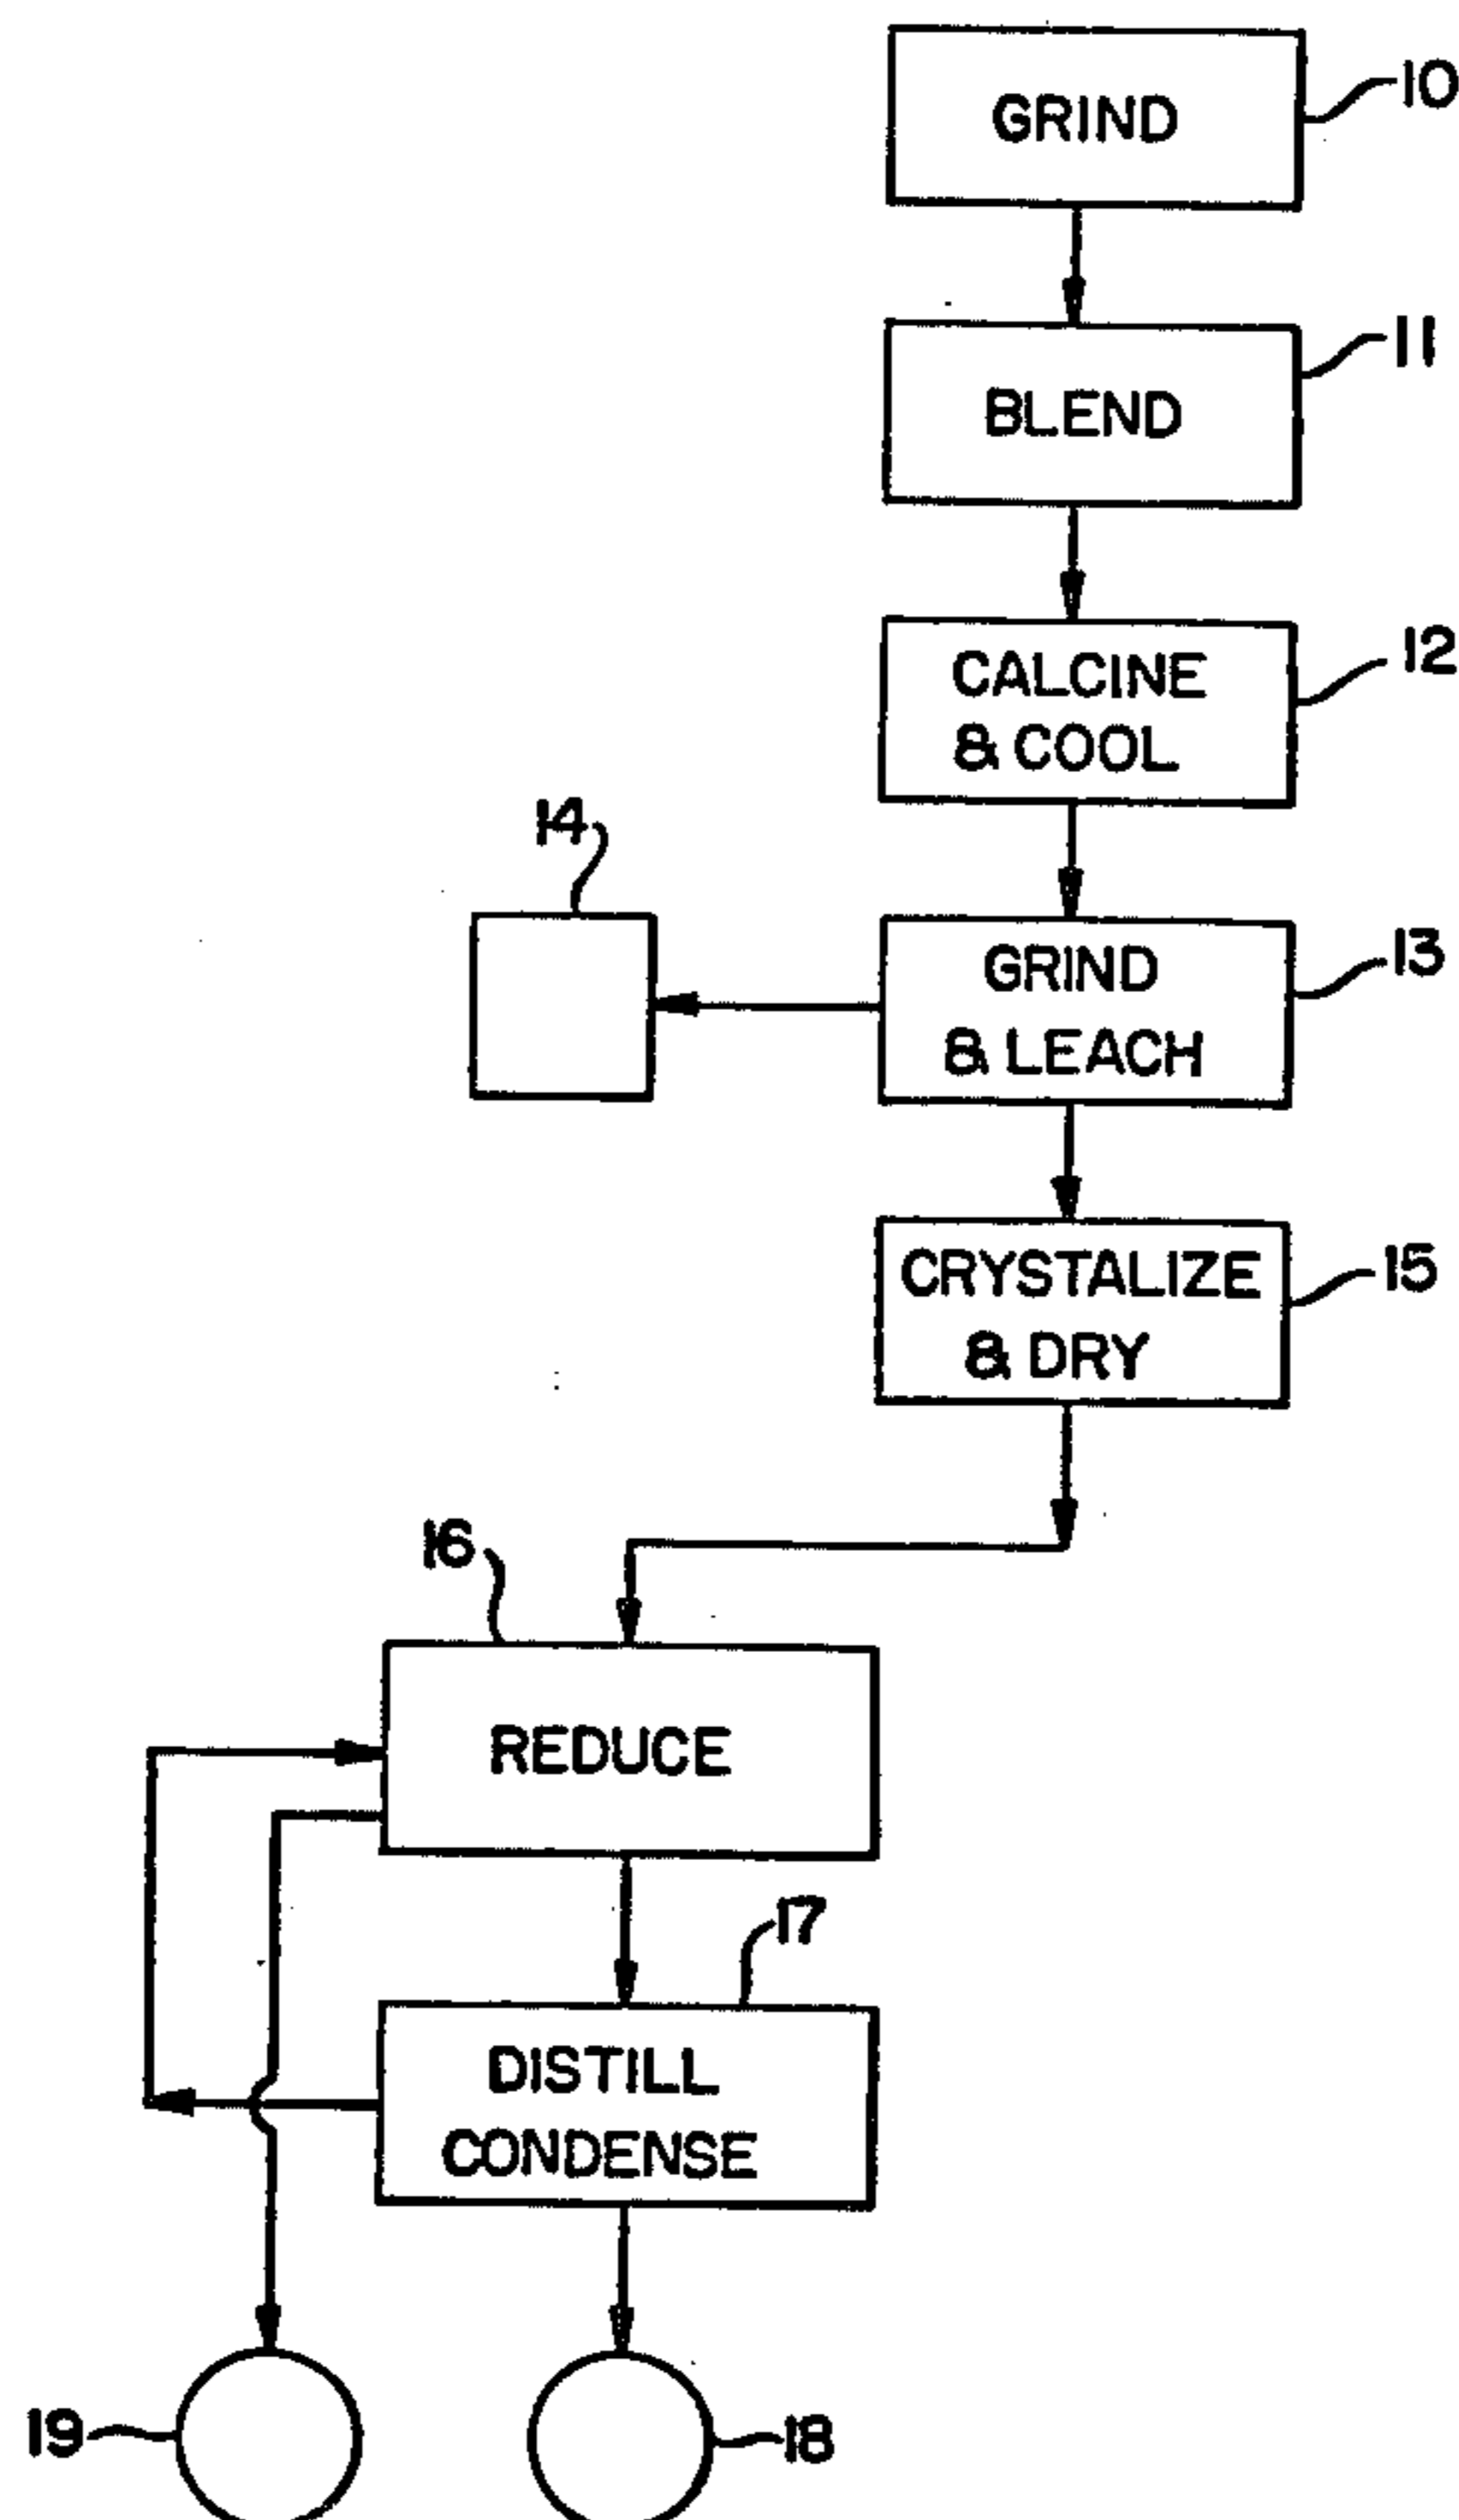 GRIND
10
BLEND
11
CALCINE
& COOL
12
14
GRIND
& LEACH
13
CRYSTALIZE
& DRY
15
16
REDUCE
17
DISTILL
CONDENSE
19
18